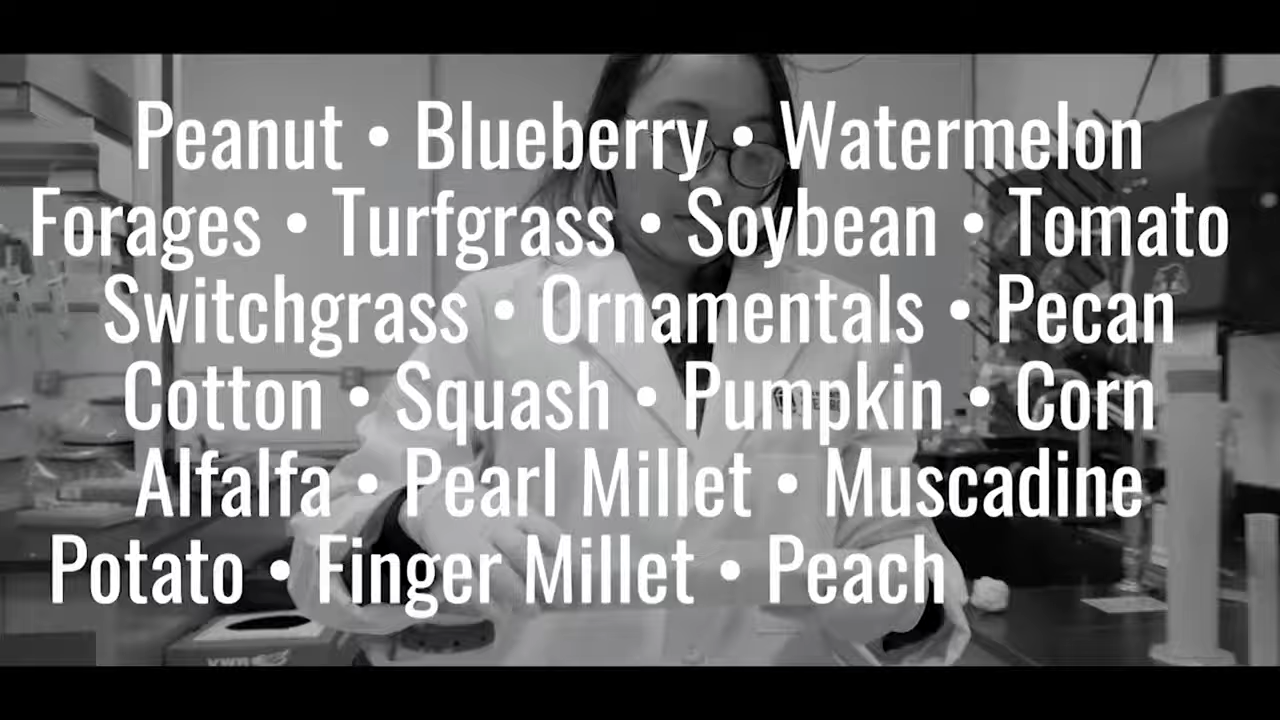 Peanut • Blueberry • Watermelon
Forages • Turfgrass • Soybean • Tomato
Switchgrass • Ornamentals • Pecan
Cotton • Squash • Pumpkin • Corn
Alfalfa • Pearl Millet • Muscadine
Potato • Finger Millet • Peach
VWR